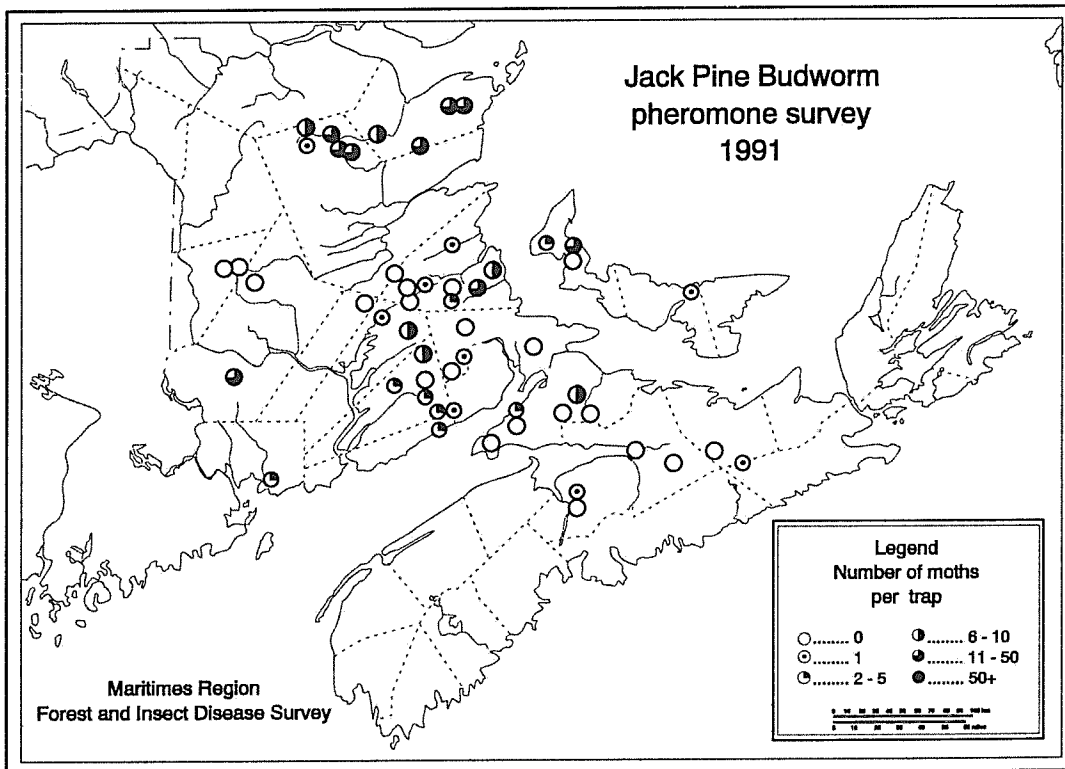 Jack Pine Budworm
pheromone survey
1991
Legend
Number of moths
per trap
........ 0
........ 1
........ 2 - 5
........ 6 - 10
........ 11 - 50
........ 50+
Maritimes Region
Forest and Insect Disease Survey